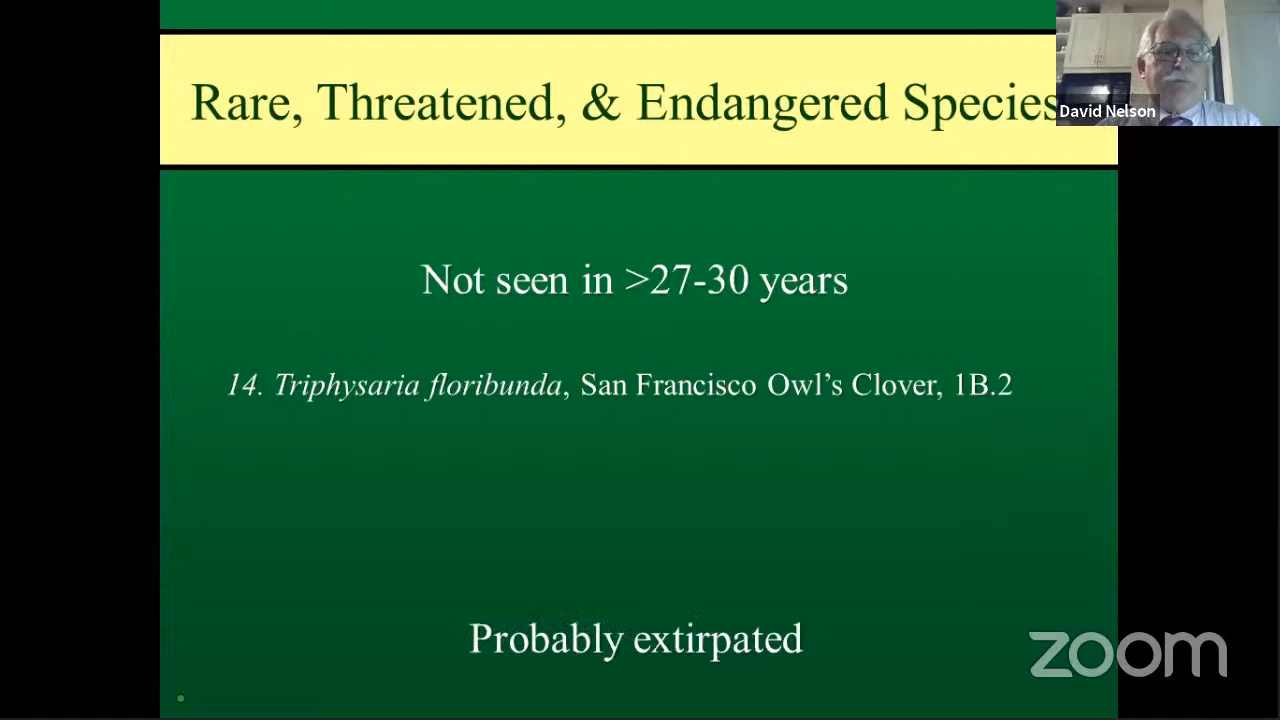 Rare, Threatened, & Endangered Species
David Nelson
Not seen in >27-30 years
14. Triphysaria floribunda, San Francisco Owl's Clover, 1B.2
Probably extirpated
zoom